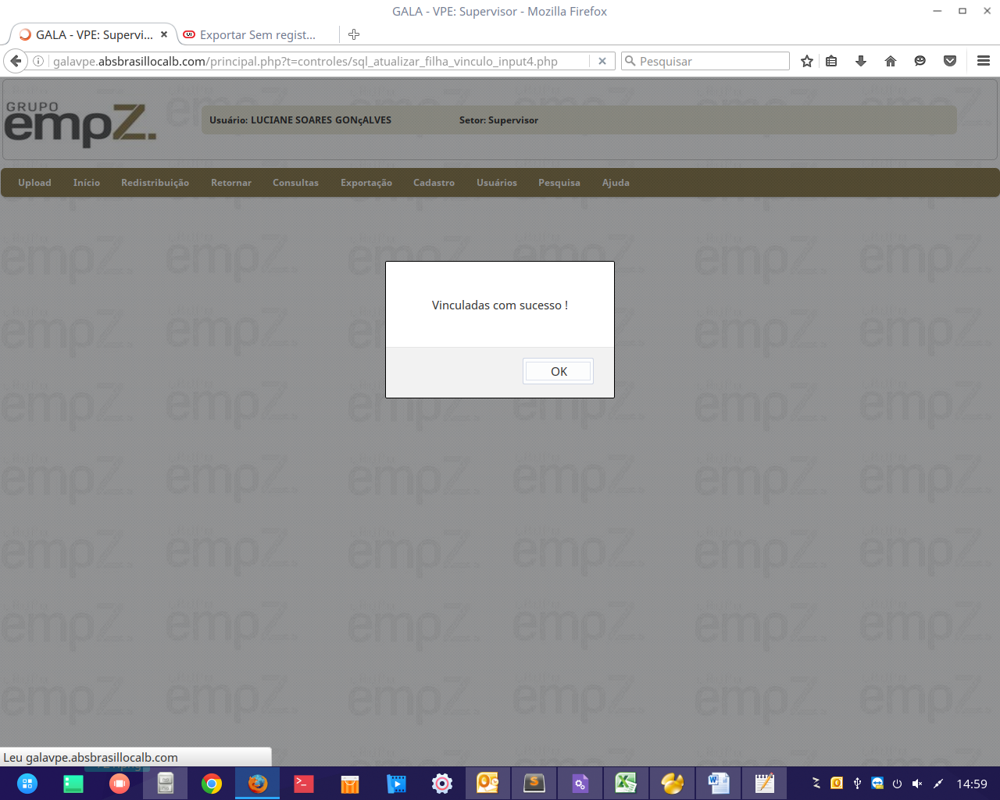 GALA - VPE: Supervisor - Mozilla Firefox
GALA - VPE: Supervi...
Exportar Sem regist...
galavpe.absbrasillocalb.com/principal.php?t=controles/sql_atualizar_filha_vinculo_input4.php
Pesquisar
GRUPO
empZ.
Usuário: LUCIANE SOARES GONçALVES
Setor: Supervisor
Upload
Início
Redistribuição
Retornar
Consultas
Exportação
Cadastro
Usuários
Pesquisa
Ajuda
Vinculadas com sucesso !
OK
Leu galavpe.absbrasillocalb.com
14:59